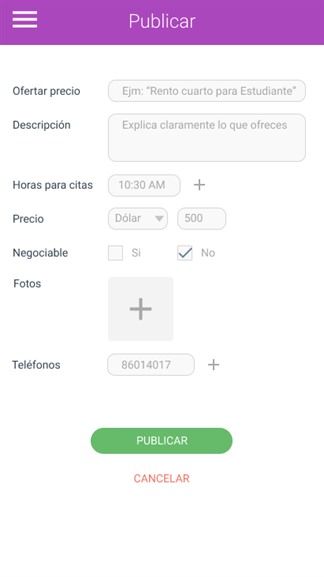 Publicar
Ofertar precio
Ejm: “Rento cuarto para Estudiante”
Descripción
Explica claramente lo que ofreces
Horas para citas
10:30 AM
Precio
Dólar
500
Negociable
Si
No
Fotos
Teléfonos
86014017
PUBLICAR
CANCELAR